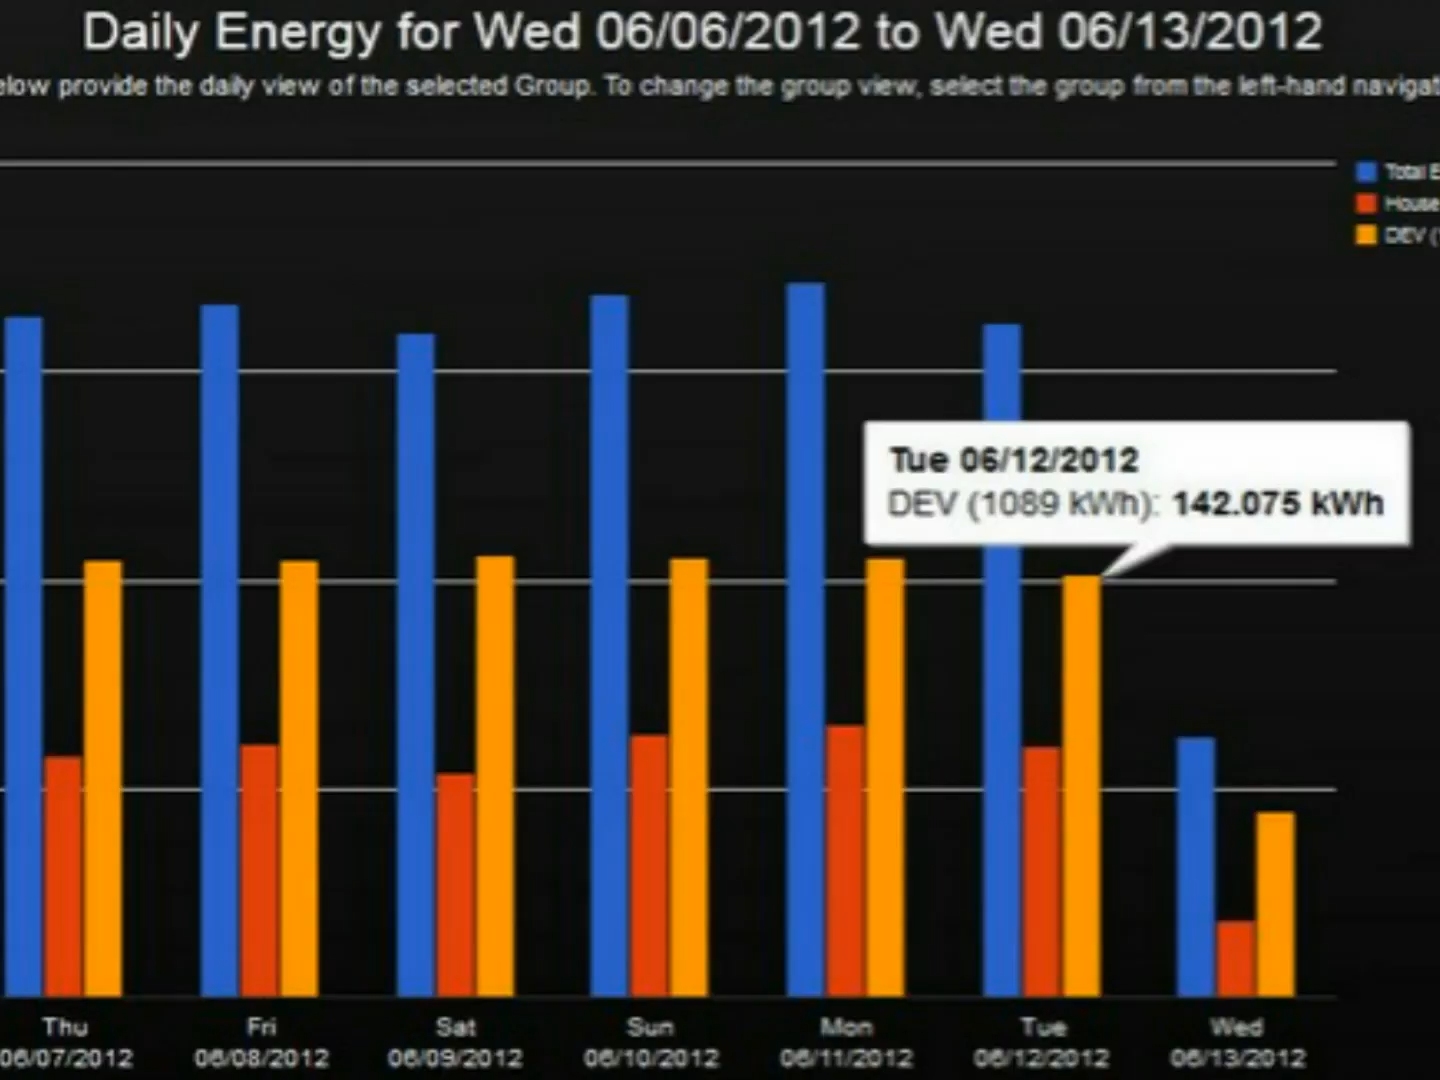 Daily Energy for Wed 06/06/2012 to Wed 06/13/2012
elow provide the daily view of the selected Group. To change the group view, select the group from the left-hand navigat
Total E
House
DEV (
Tue 06/12/2012
DEV (1089 kWh): 142.075 kWh
Thu Fri Sat Sun Mon Tue Wed
06/07/2012 06/08/2012 06/09/2012 06/10/2012 06/11/2012 06/12/2012 06/13/2012